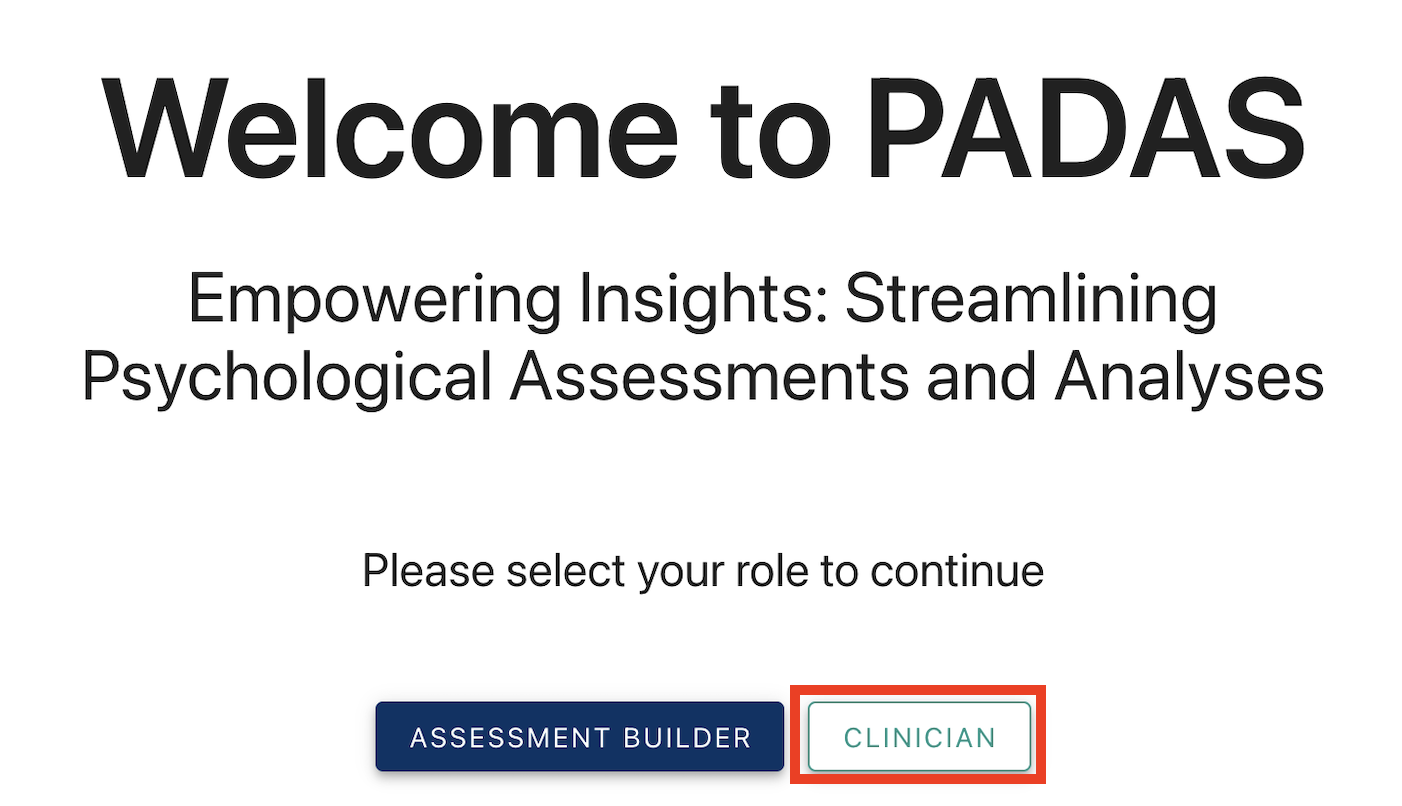 Welcome to PADAS
Empowering Insights: Streamlining
Psychological Assessments and Analyses
Please select your role to continue
ASSESSMENT BUILDER
CLINICIAN